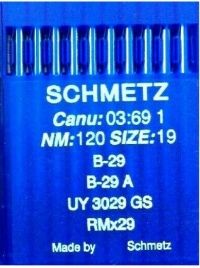 SCHMETZ
Canu: 03:69 1
NM:120 SIZE:19
B-29
B-29 A
UY 3029 GS
RMx29
Made by Schmetz